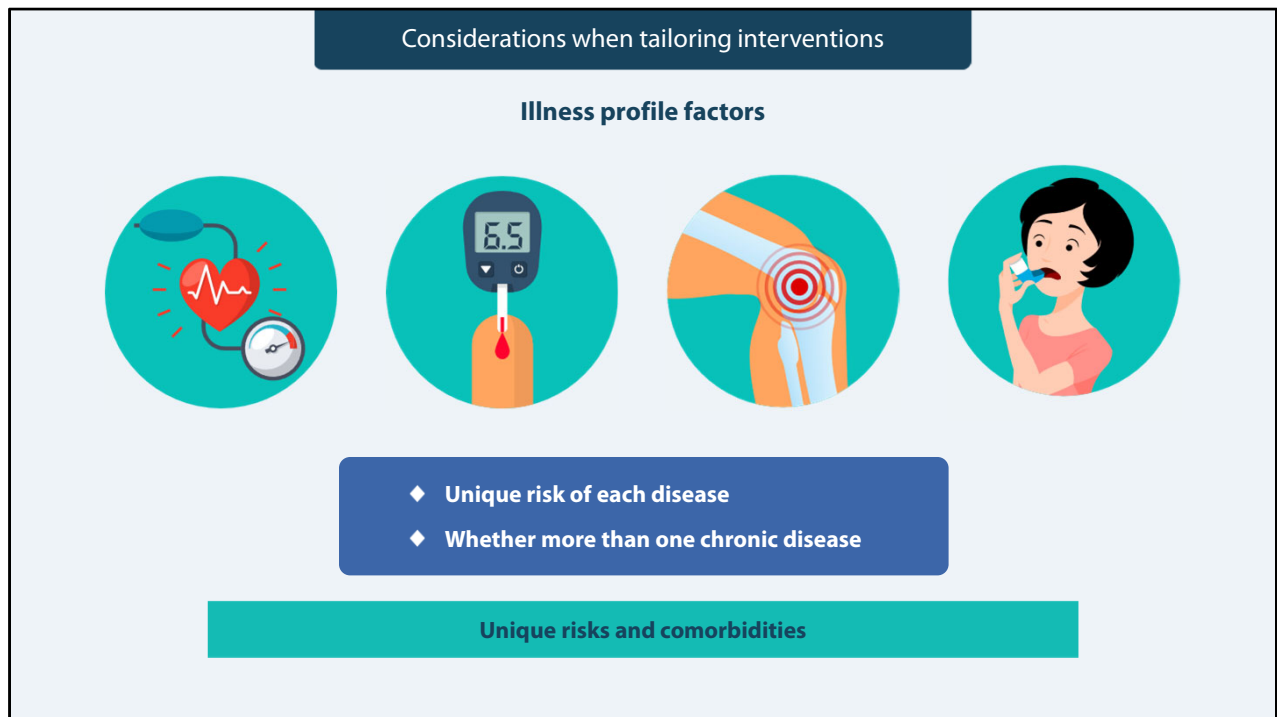 Considerations when tailoring interventions
Illness profile factors
6.5
Unique risk of each disease
Whether more than one chronic disease
Unique risks and comorbidities